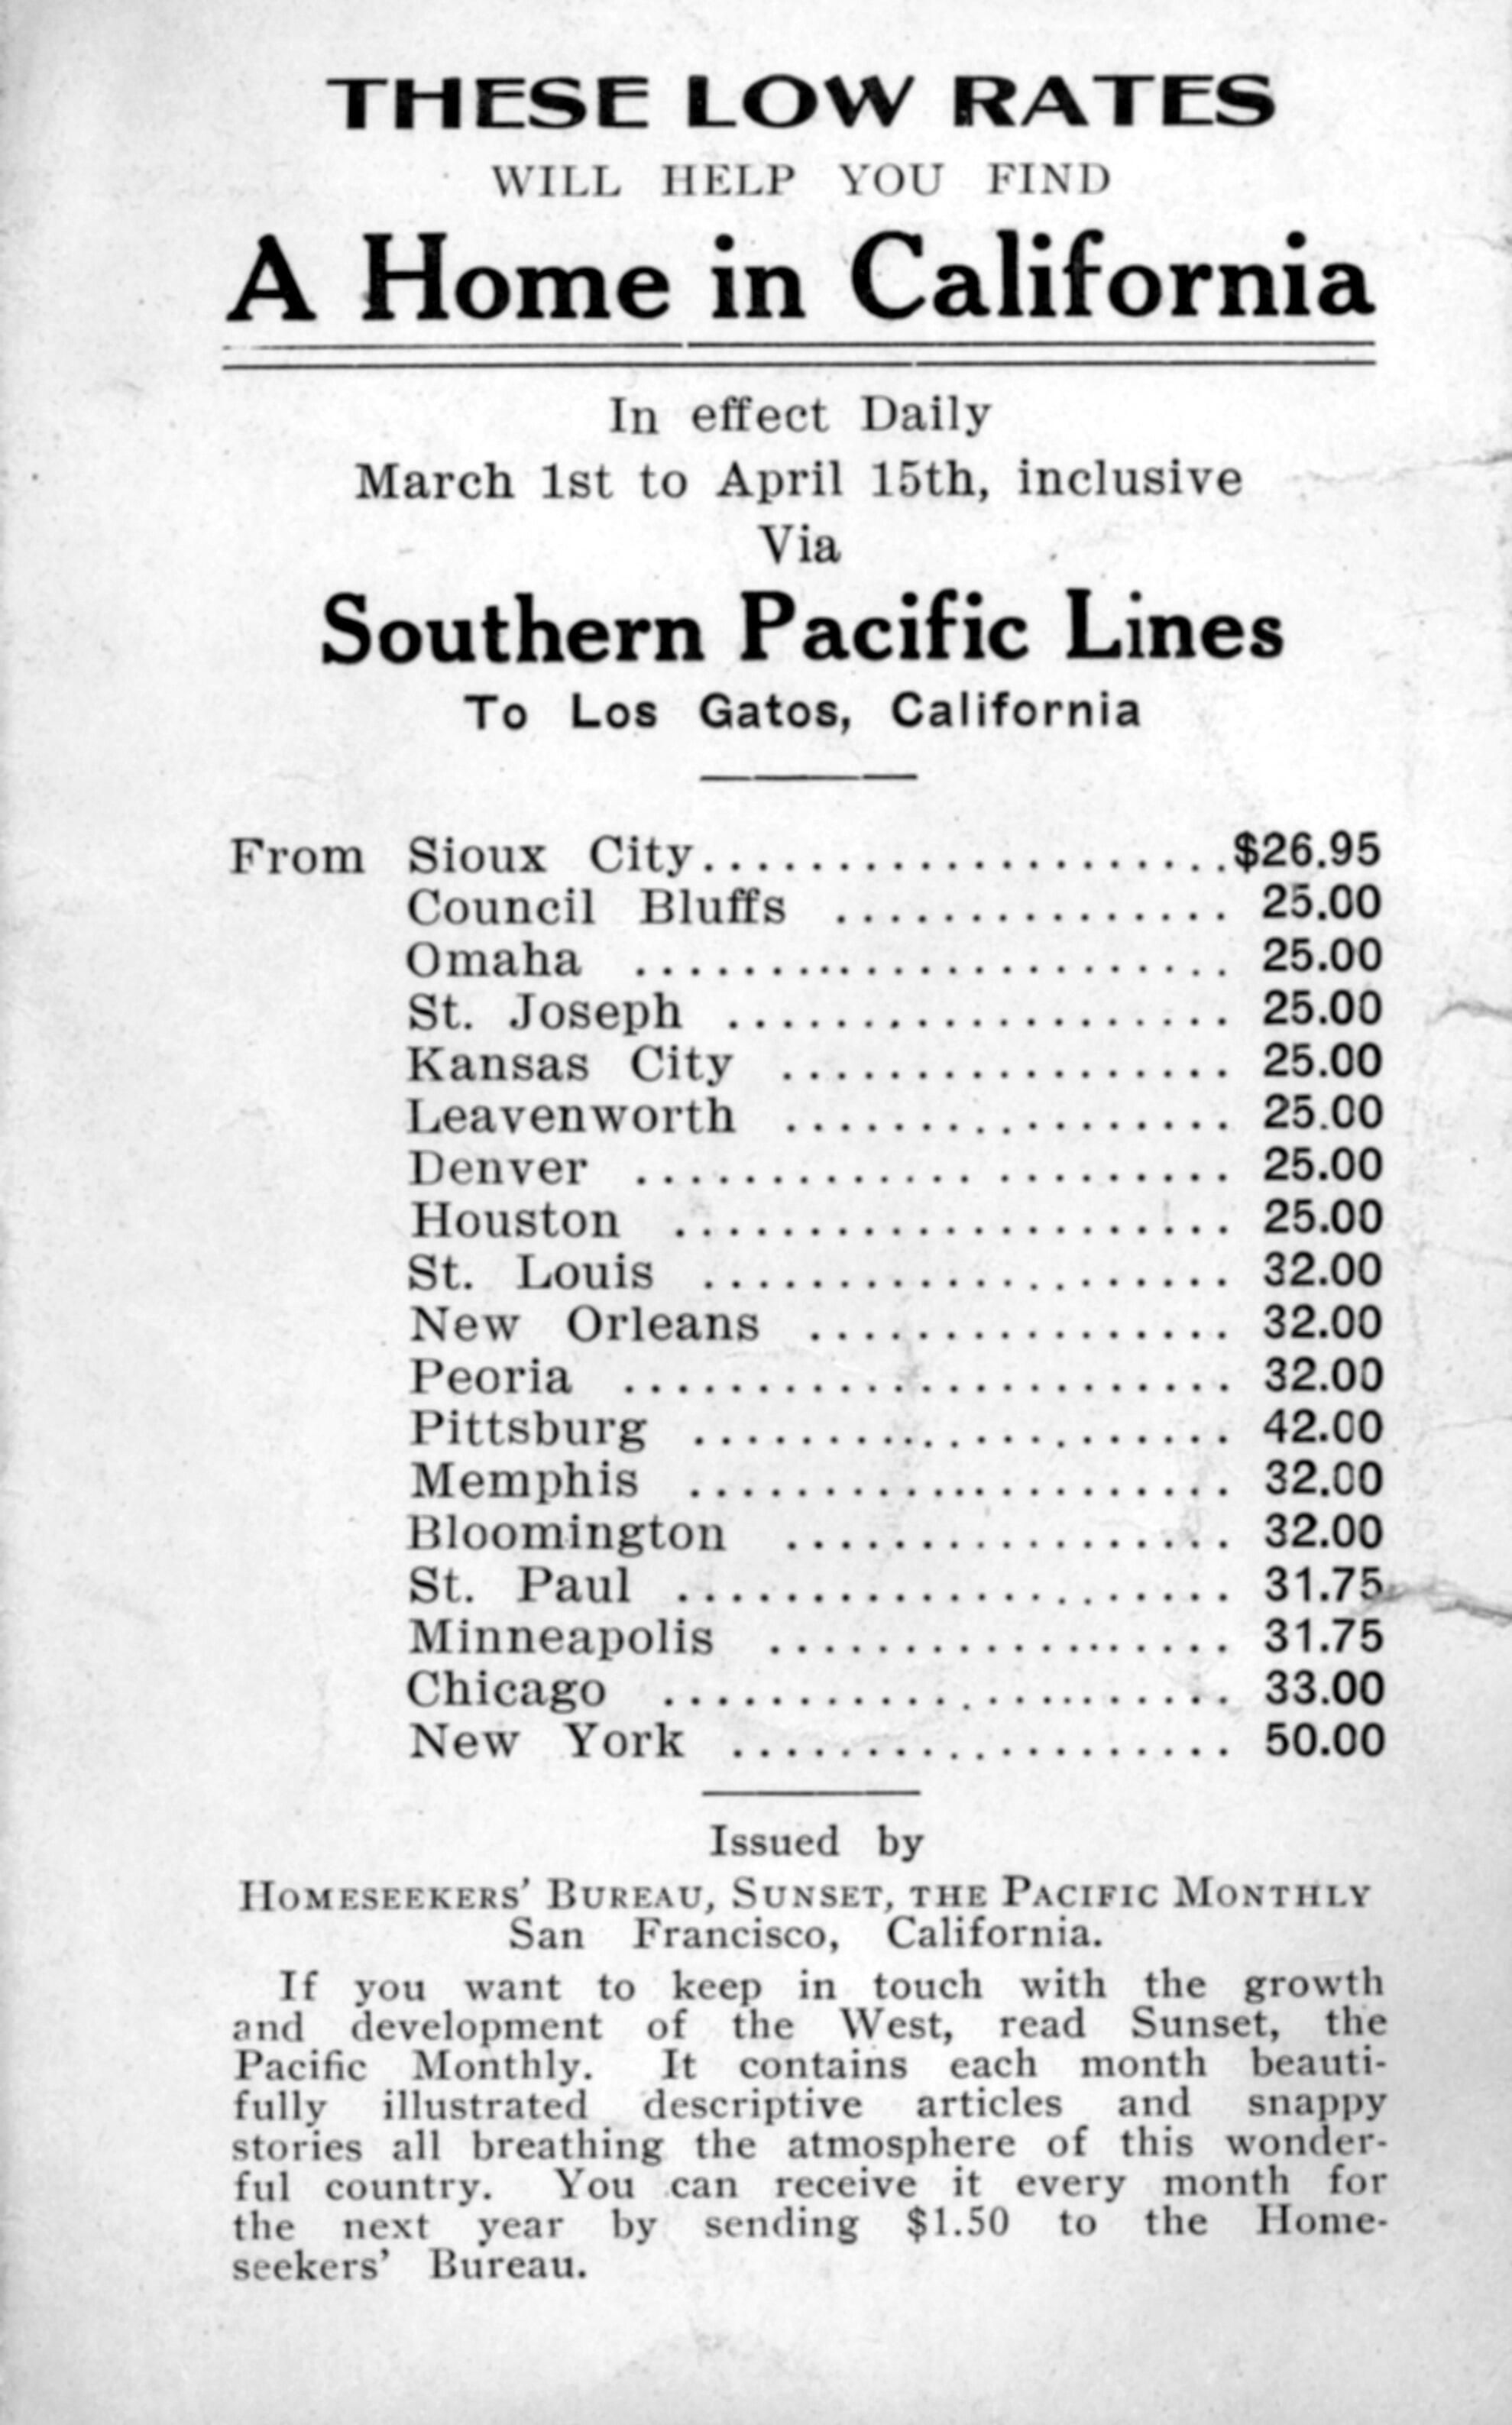 THESE LOW RATES
WILL HELP YOU FIND
A Home in California
In effect Daily
March 1st to April 15th, inclusive
Via
Southern Pacific Lines
To Los Gatos, California
From Sioux City....................$26.95
Council Bluffs ............... 25.00
Omaha ....................... 25.00
St. Joseph ................... 25.00
Kansas City ................. 25.00
Leavenworth ................. 25.00
Denver ...................... 25.00
Houston ..................... 25.00
St. Louis .................... 32.00
New Orleans ................ 32.00
Peoria ....................... 32.00
Pittsburg .................... 42.00
Memphis ..................... 32.00
Bloomington ................. 32.00
St. Paul ..................... 31.75
Minneapolis .................. 31.75
Chicago ...................... 33.00
New York ................... 50.00
Issued by
HOMESEEKERS' BUREAU, SUNSET, THE PACIFIC MONTHLY
San Francisco, California.
If you want to keep in touch with the growth
and development of the West, read Sunset, the
Pacific Monthly. It contains each month beauti-
fully illustrated descriptive articles and snappy
stories all breathing the atmosphere of this wonder-
ful country. You can receive it every month for
the next year by sending $1.50 to the Home-
seekers' Bureau.